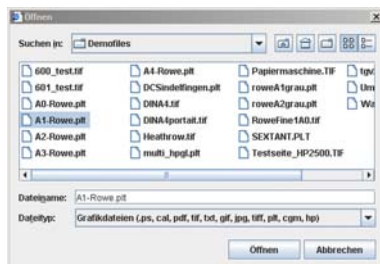 Öffnen
Suchen in: Demofiles
600_test.tif
601_test.tif
A0-Rowe.plt
A1-Rowe.plt
A2-Rowe.plt
A3-Rowe.plt
A4-Rowe.plt
DCSindelfingen.plt
DINA4.tif
DINA4portait.tif
Heathrow.tif
multi_hpgl.plt
Papiermaschine.TIF
roweA1grau.plt
roweA2grau.plt
RoweFine1A0.tif
SEXTANT.PLT
Testseite_HP2500.TIF
tgv
Um
Wa
Dateiname: A1-Rowe.plt
Dateityp: Grafikdateien (.ps, cal, pdf, tif, txt, gif, jpg, tiff, plt, cgm, hp)
Öffnen Abbrechen